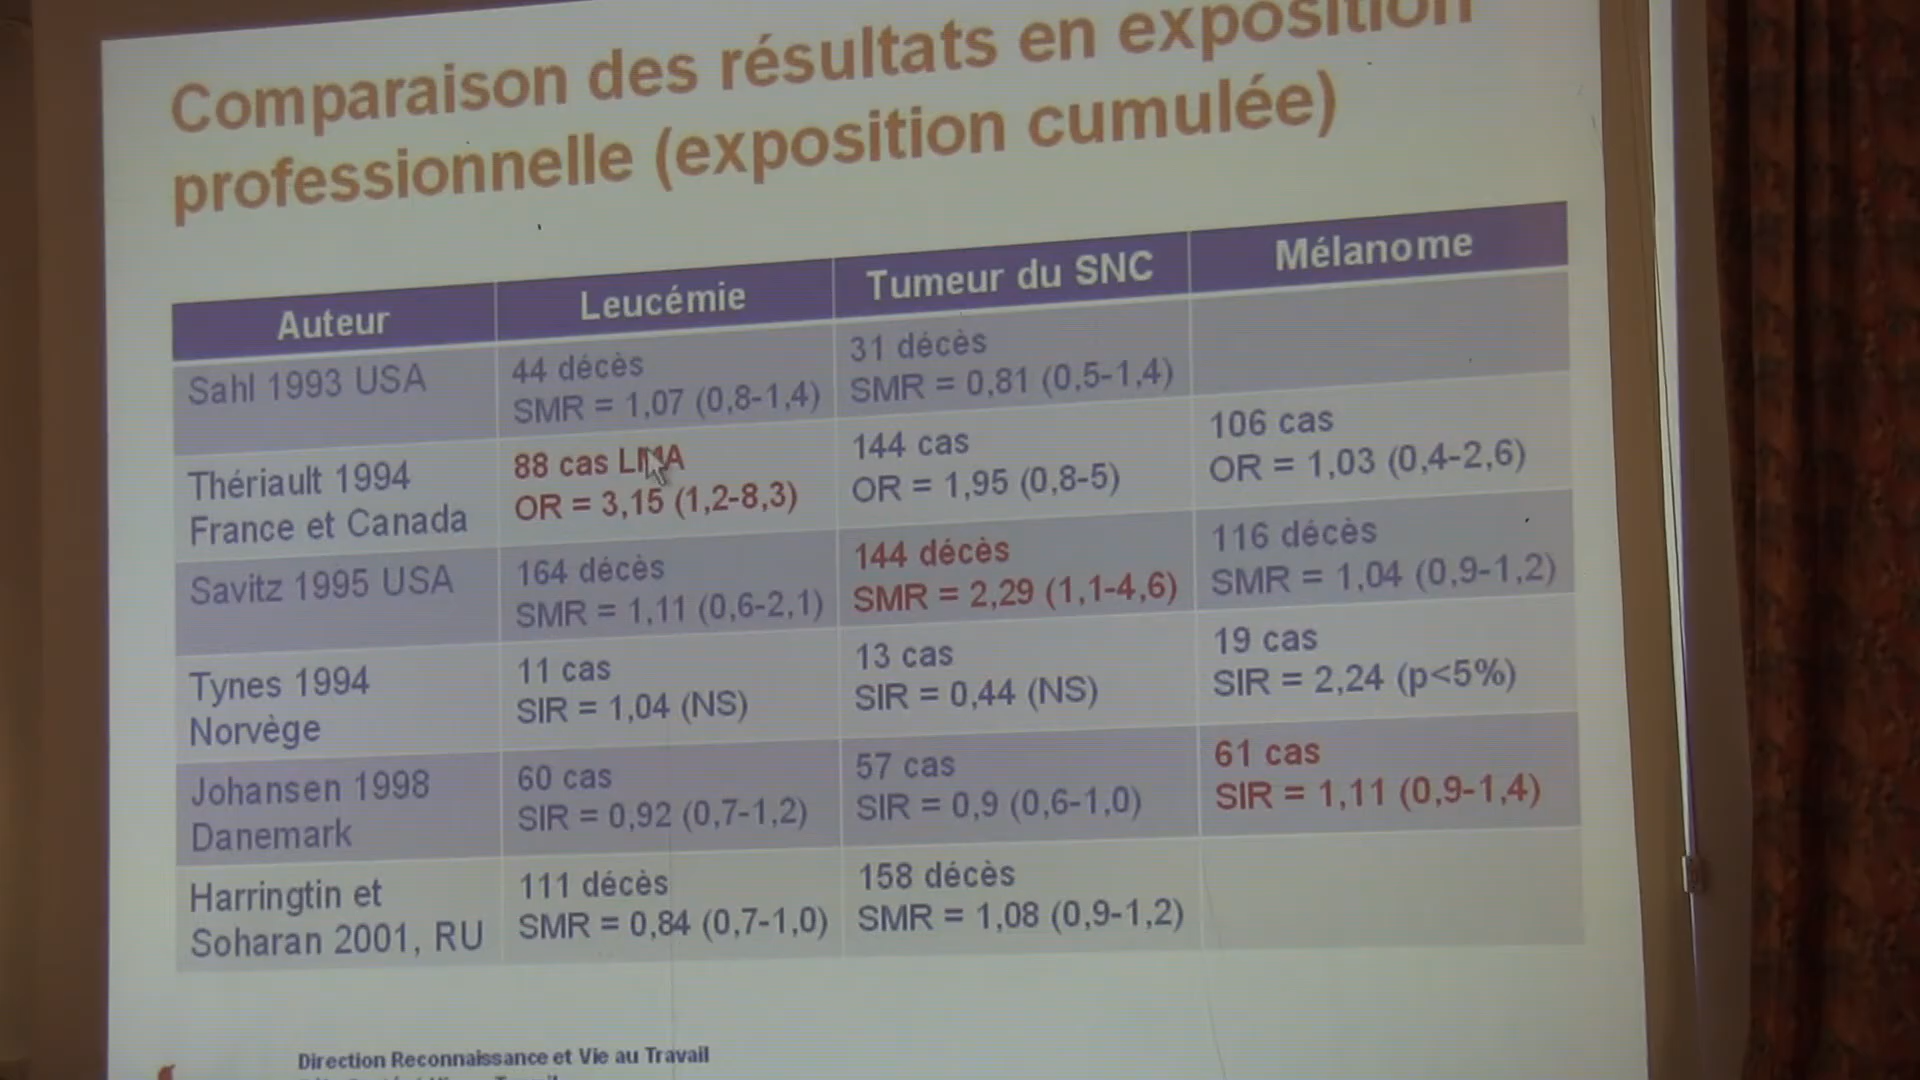 Comparaison des résultats en exposition
professionnelle (exposition cumulée)
Auteur
Leucémie
Tumeur du SNC
Mélanome
Sahl 1993 USA
44 décès
SMR = 1,07 (0,8-1,4)
31 décès
SMR = 0,81 (0,5-1,4)
Thériault 1994
France et Canada
88 cas LMA
OR = 3,15 (1,2-8,3)
144 cas
OR = 1,95 (0,8-5)
106 cas
OR = 1,03 (0,4-2,6)
Savitz 1995 USA
164 décès
SMR = 1,11 (0,6-2,1)
144 décès
SMR = 2,29 (1,1-4,6)
116 décès
SMR = 1,04 (0,9-1,2)
Tynes 1994
Norvège
11 cas
SIR = 1,04 (NS)
13 cas
SIR = 0,44 (NS)
19 cas
SIR = 2,24 (p<5%)
Johansen 1998
Danemark
60 cas
SIR = 0,92 (0,7-1,2)
57 cas
SIR = 0,9 (0,6-1,0)
61 cas
SIR = 1,11 (0,9-1,4)
Harringtin et
Soharan 2001, RU
111 décès
SMR = 0,84 (0,7-1,0)
158 décès
SMR = 1,08 (0,9-1,2)
Direction Reconnaissance et Vie au Travail